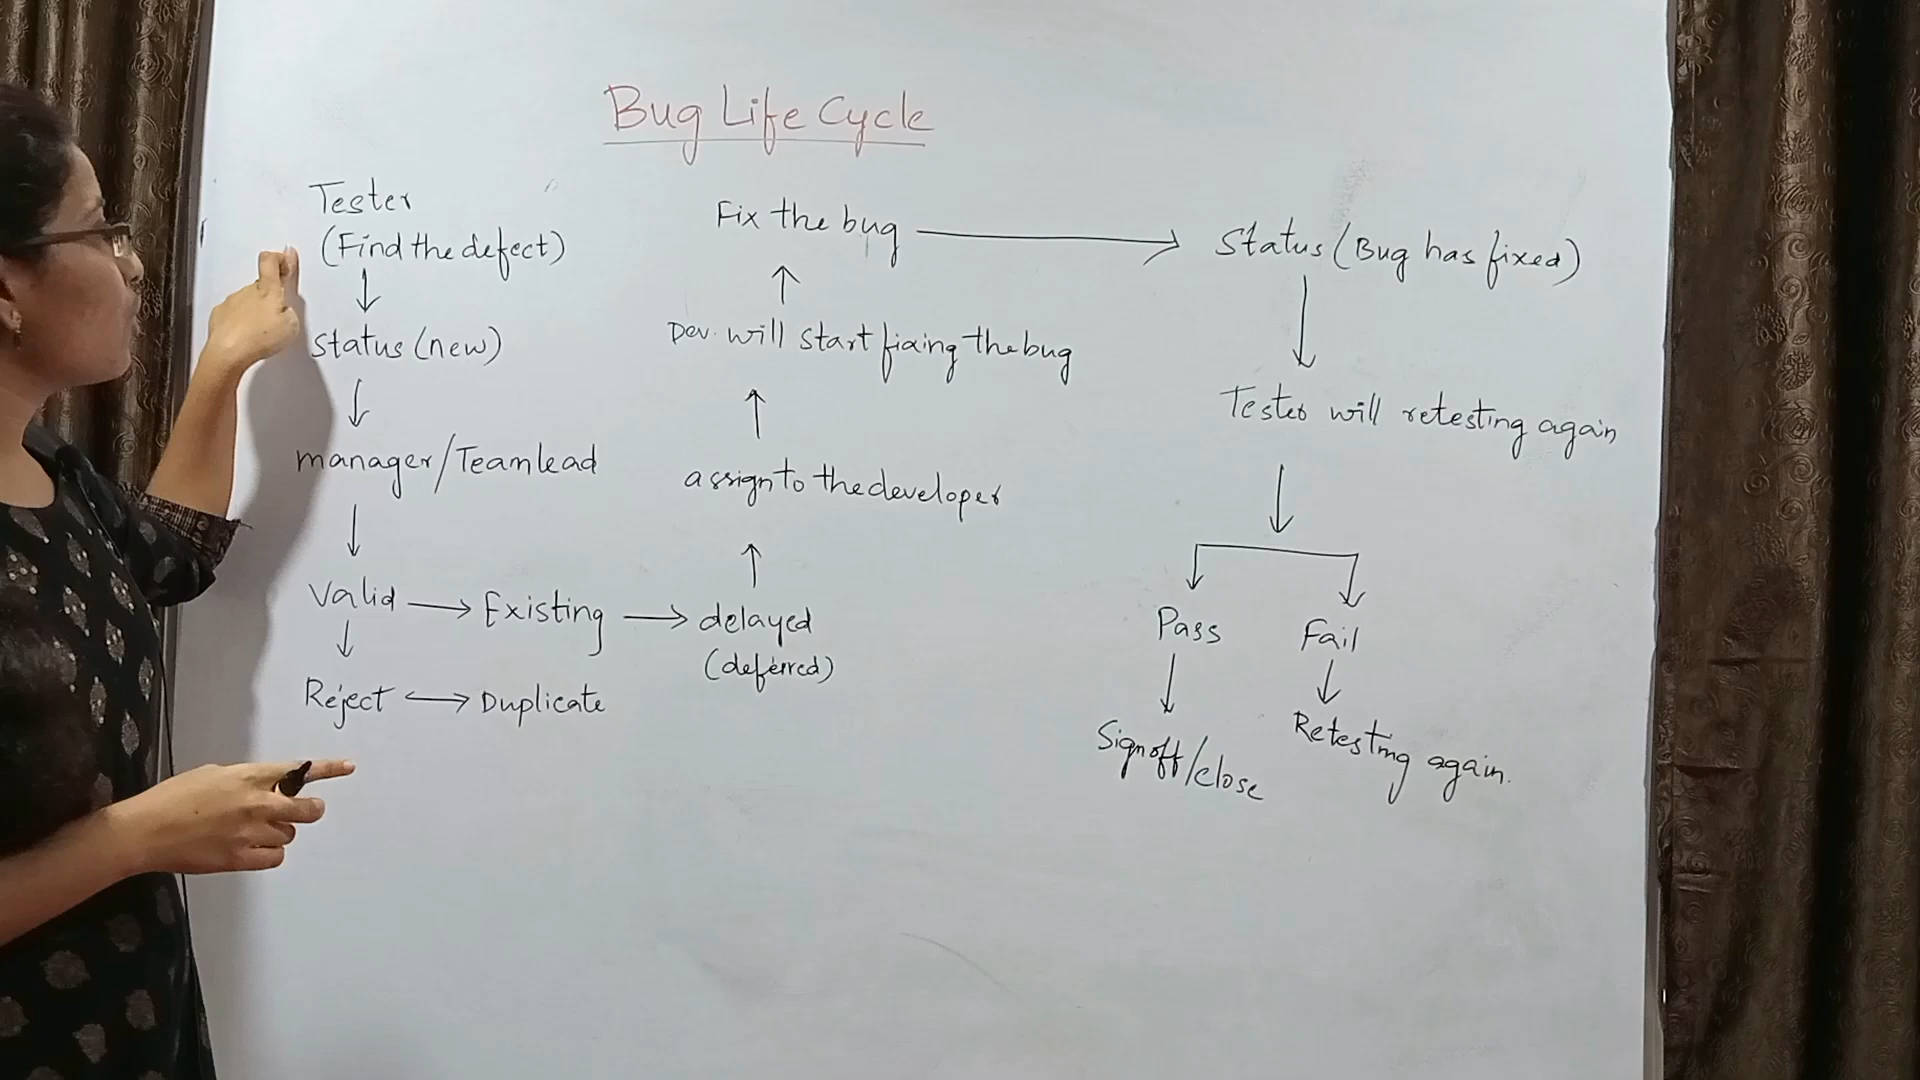 Bug Life Cycle
Tester
(Find the defect)
Status (new)
manager/Teamlead
Valid → Existing → delayed
(deferred)
Reject ↔ Duplicate
assign to the developer
Dev. will start fixing the bug
Fix the bug
Status (Bug has fixed)
Tester will retesting again
Pass Fail
Signoff/close
Retesting again.